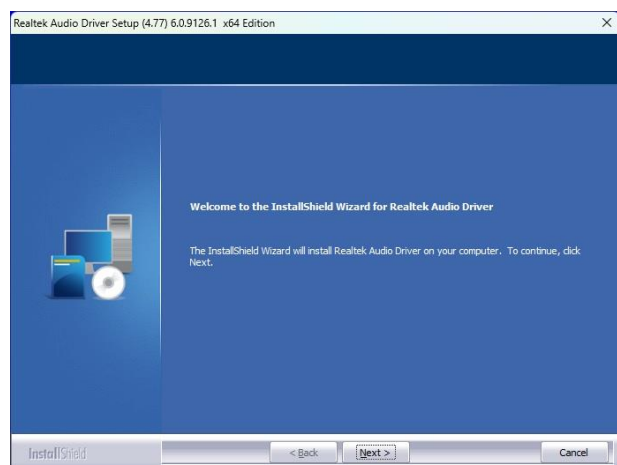 Realtek Audio Driver Setup (4.77) 6.0.9126.1 x64 Edition
Welcome to the InstallShield Wizard for Realtek Audio Driver
The InstallShield Wizard will install Realtek Audio Driver on your computer. To continue, click
Next.
InstallShield
< Back
Next >
Cancel